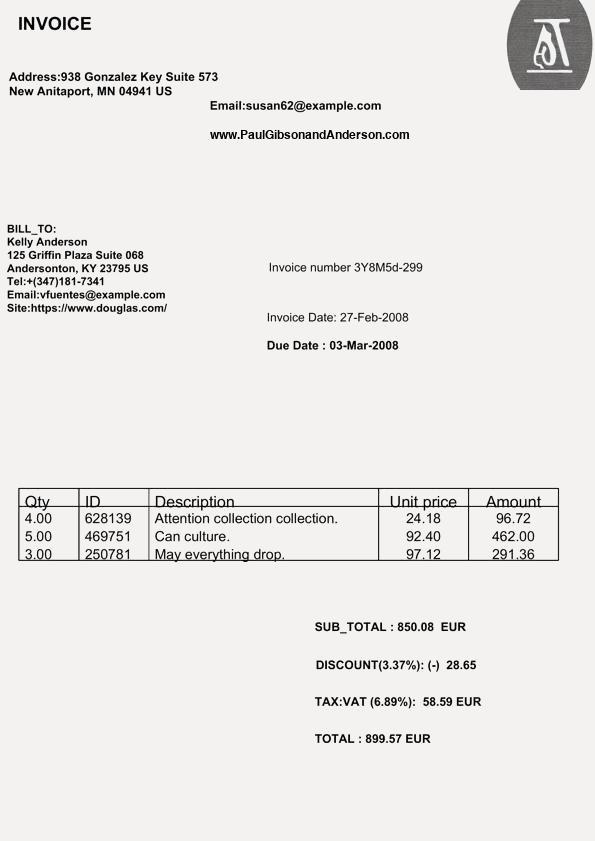 INVOICE
Address:938 Gonzalez Key Suite 573
New Anitaport, MN 04941 US
Email:susan62@example.com
www.PaulGibsonandAnderson.com
BILL_TO:
Kelly Anderson
125 Griffin Plaza Suite 068
Andersonton, KY 23795 US
Tel:+(347)181-7341
Email:vfuentes@example.com
Site:https://www.douglas.com/
Invoice number 3Y8M5d-299
Invoice Date: 27-Feb-2008
Due Date : 03-Mar-2008
Qty ID Description Unit price Amount
4.00 628139 Attention collection collection. 24.18 96.72
5.00 469751 Can culture. 92.40 462.00
3.00 250781 May everything drop. 97.12 291.36
SUB_TOTAL : 850.08 EUR
DISCOUNT(3.37%): (-) 28.65
TAX:VAT (6.89%): 58.59 EUR
TOTAL : 899.57 EUR